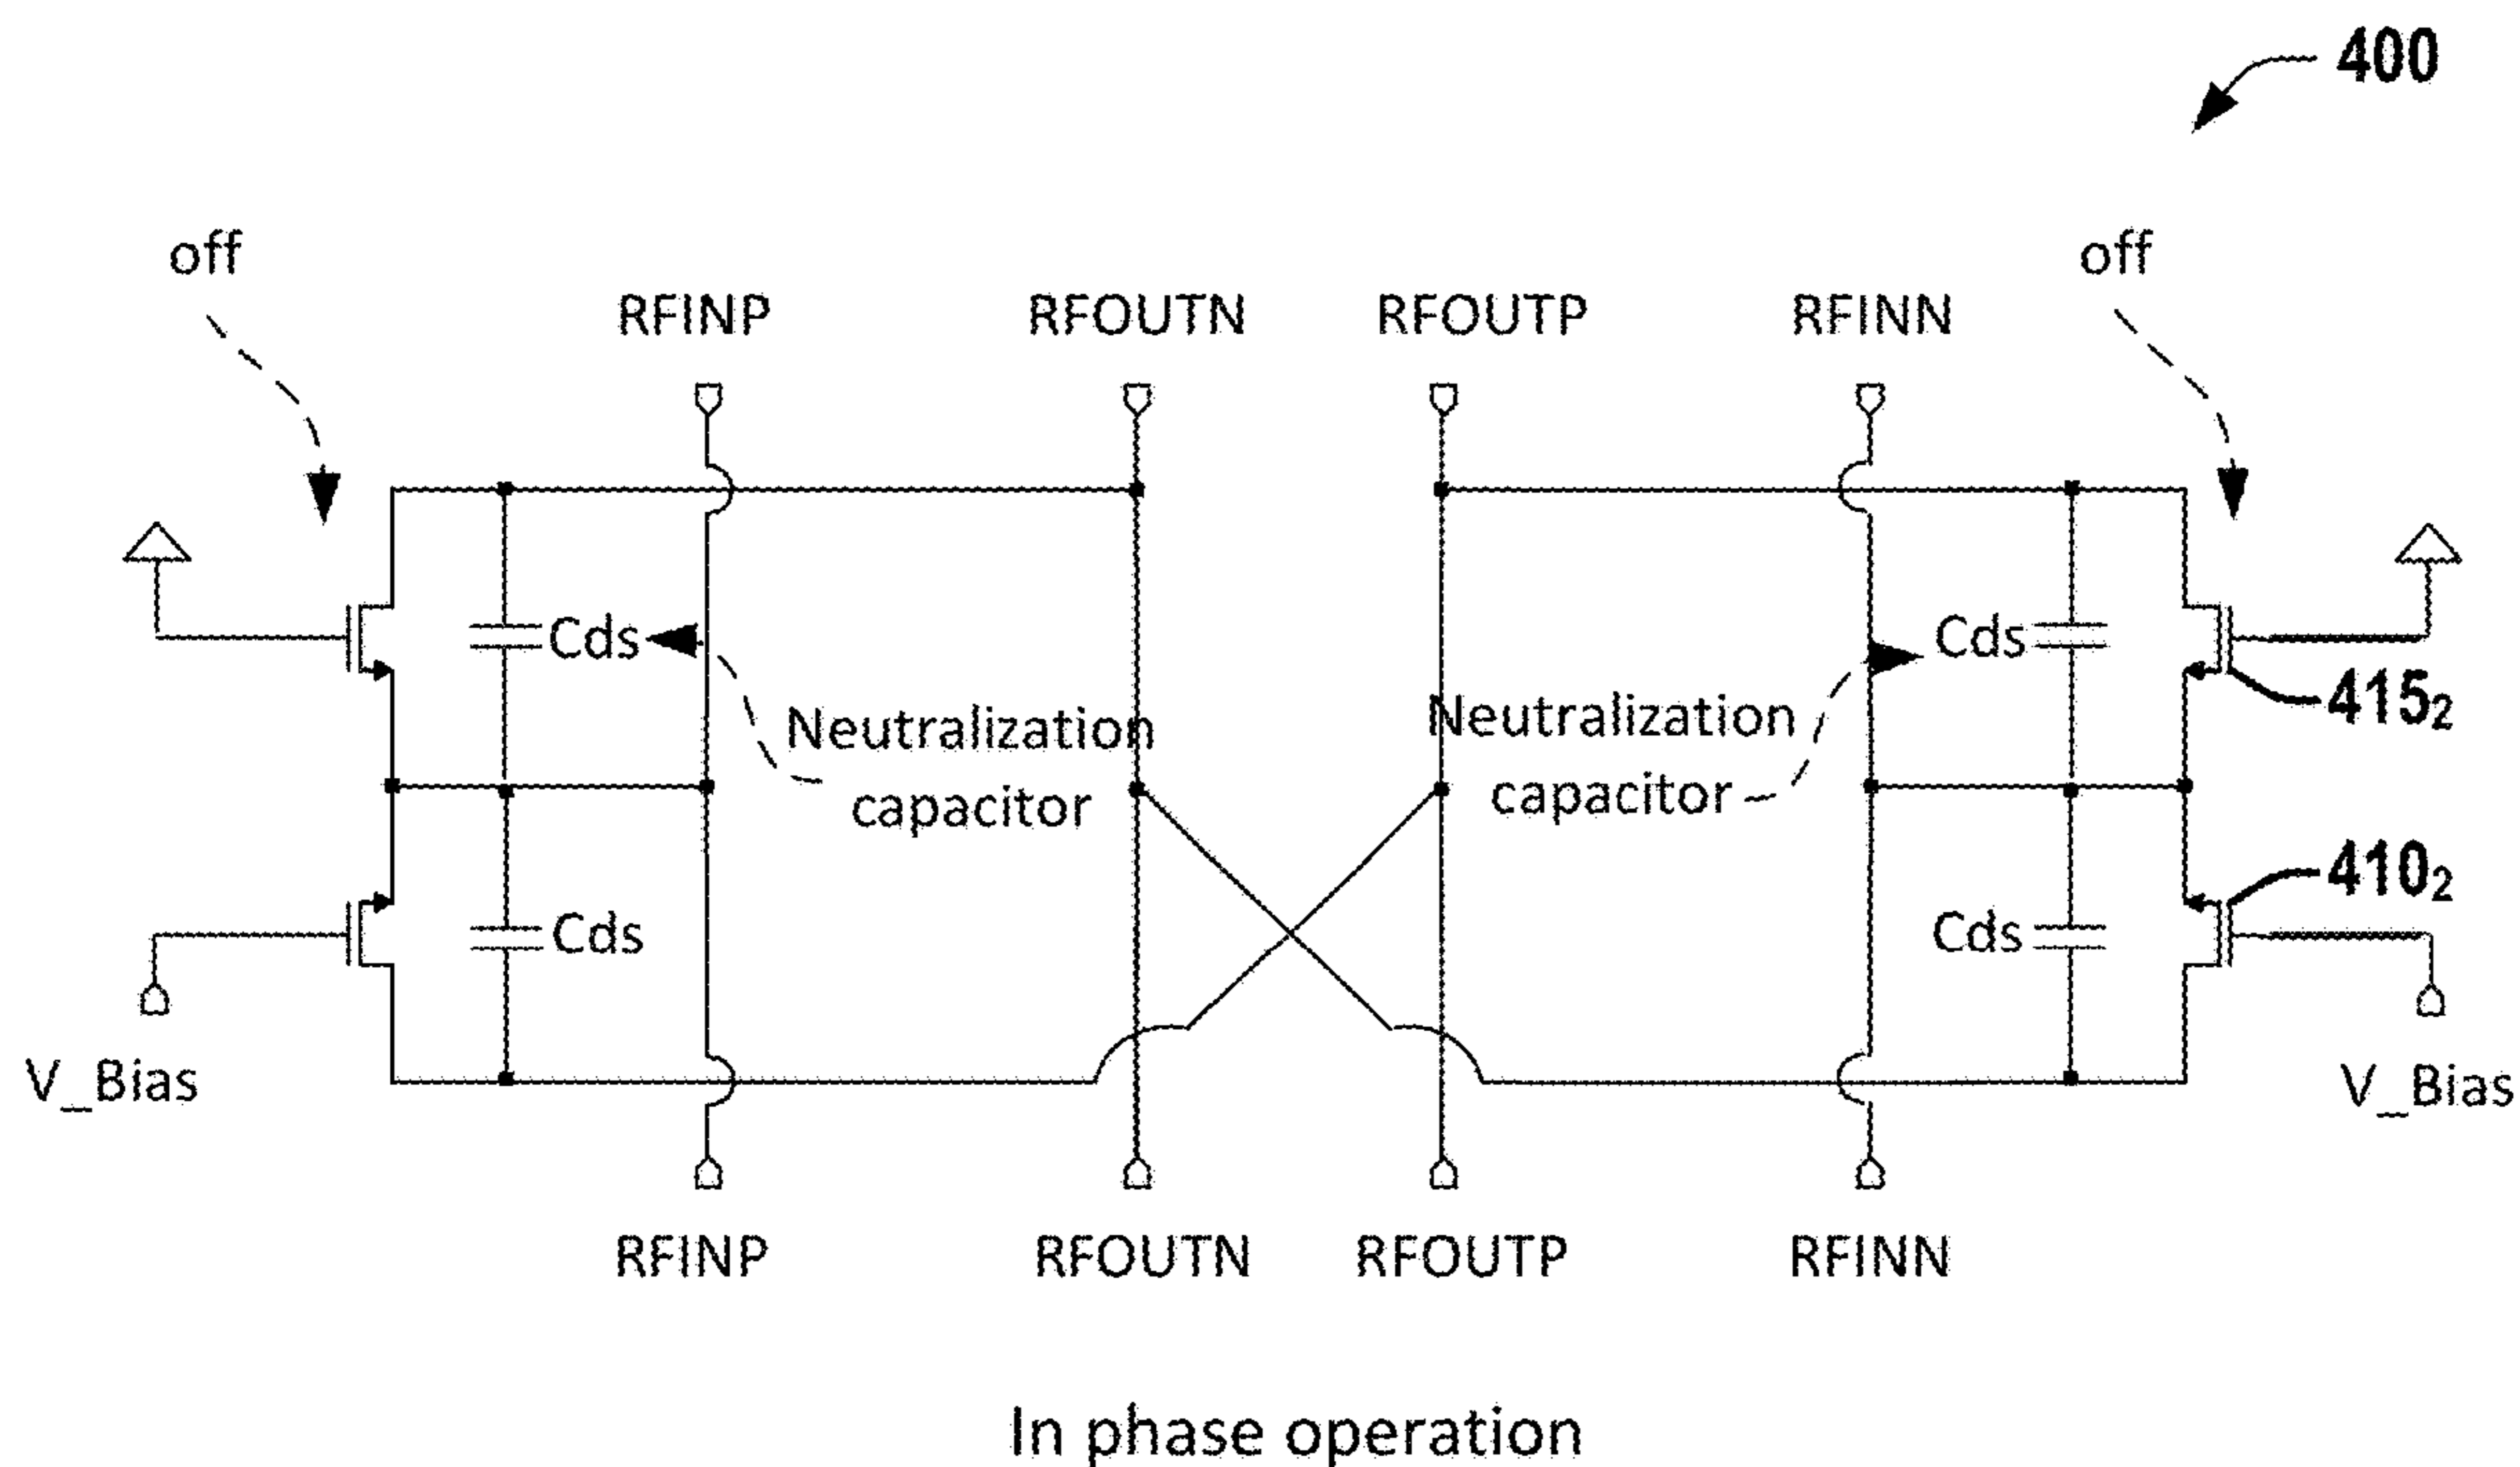 400
off
off
RFINP
RFOUTN
RFOUTP
RFINN
Cds
Cds
415₂
Neutralization
capacitor
Neutralization
capacitor
410₂
Cds
Cds
V_Bias
V_Bias
RFINP
RFOUTN
RFOUTP
RFINN
In phase operation